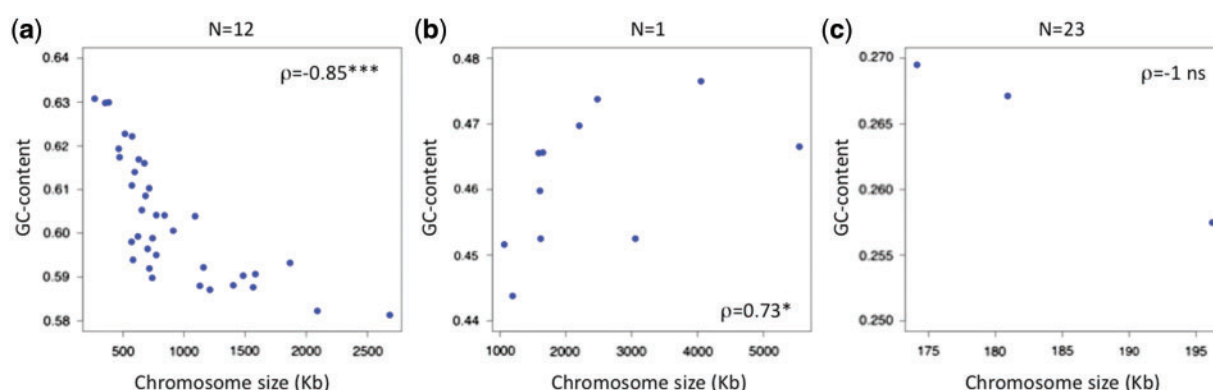 (a) N=12
ρ=-0.85***
GC-content
0.64
0.63
0.62
0.61
0.60
0.59
0.58
500 1000 1500 2000 2500
Chromosome size (Kb)
(b) N=1
ρ=0.73*
GC-content
0.48
0.47
0.46
0.45
0.44
1000 2000 3000 4000 5000
Chromosome size (Kb)
(c) N=23
ρ=-1 ns
GC-content
0.270
0.265
0.260
0.255
0.250
175 180 185 190 195
Chromosome size (Kb)